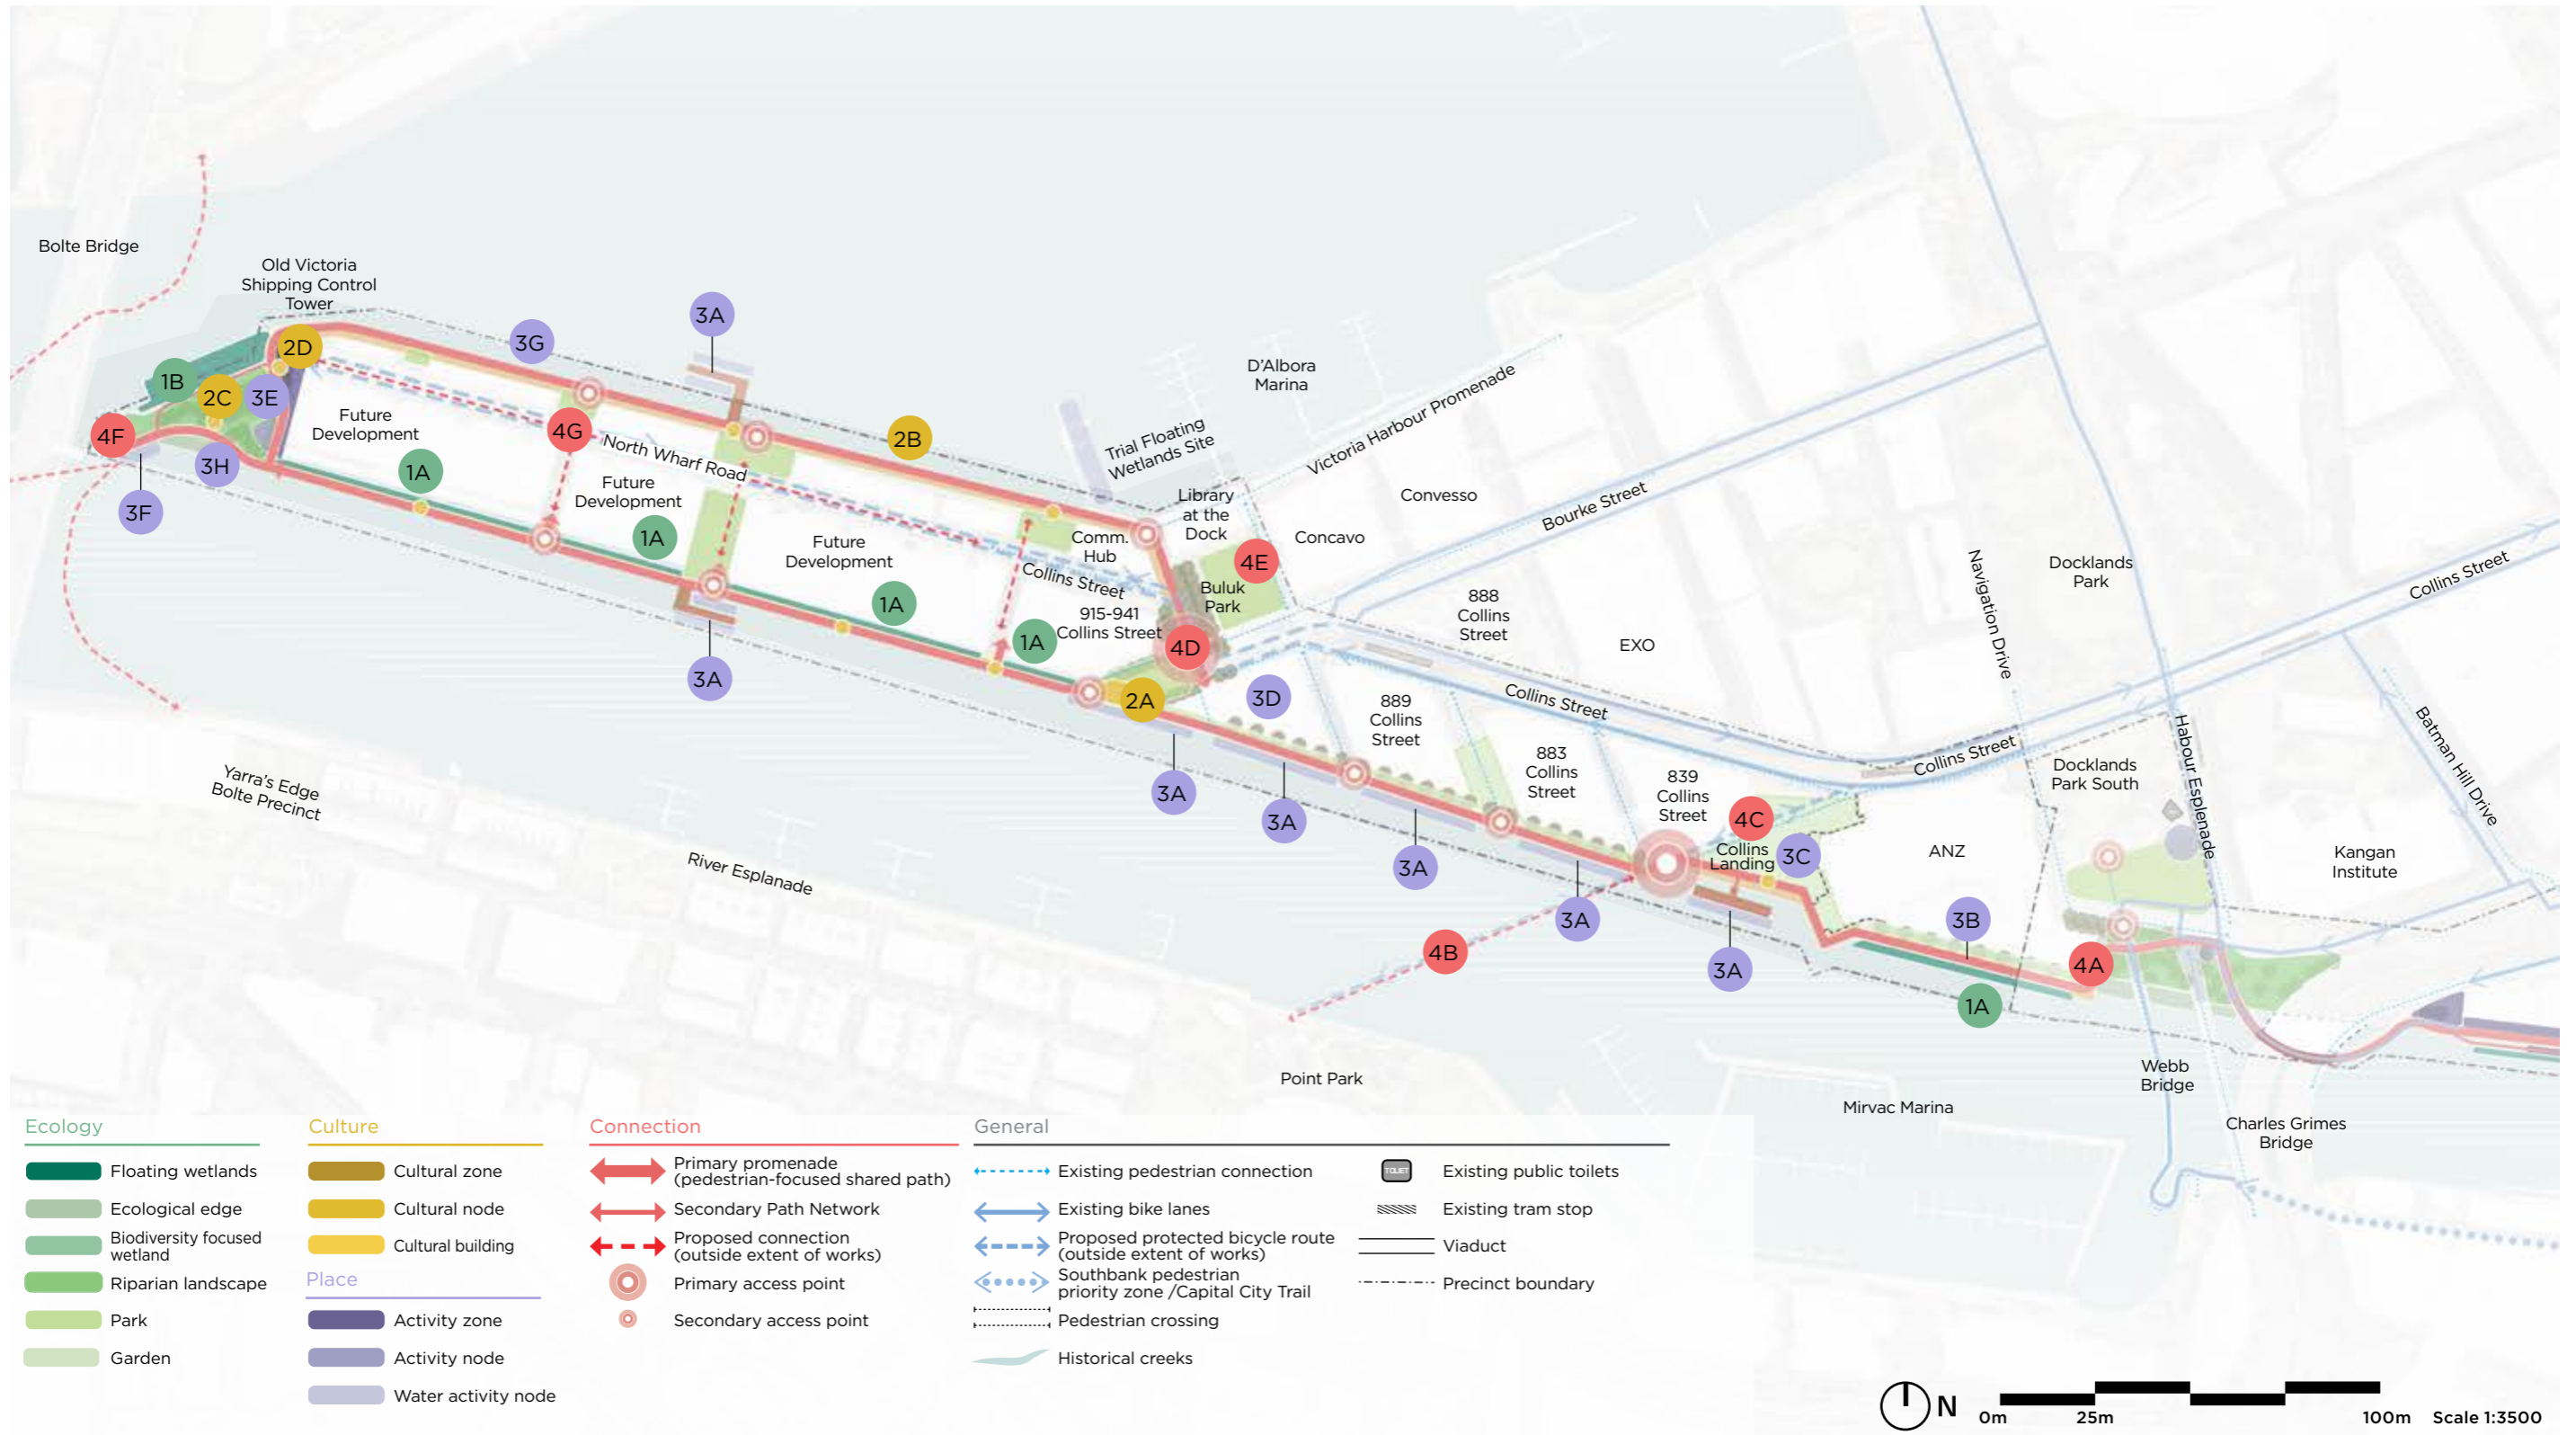 Bolte Bridge
Old Victoria
Shipping Control
Tower
3A
3G
2D
1B
2C
3E
4F
3H
3F
Future
Development
1A
4G
North Wharf Road
2B
Future
Development
1A
Future
Development
1A
3A
Trial Floating
Wetlands Site
D'Albora
Marina
Victoria Harbour Promenade
Library
at the
Dock
Comm.
Hub
Collins Street
915-941
Collins Street
1A
Buluk
Park
4E
4D
2A
3D
Concavo
Convesso
Bourke Street
888
Collins
Street
EXO
Navigation Drive
Docklands
Park
Collins Street
Collins Street
889
Collins
Street
883
Collins
Street
839
Collins
Street
4C
Collins
Landing
3C
Collins Street
Docklands
Park South
Habour Esplenade
Batman Hill Drive
ANZ
Kangan
Institute
3A
3A
3A
3A
3A
3B
4A
1A
4B
Yarra's Edge
Bolte Precinct
River Esplanade
Point Park
Mirvac Marina
Webb
Bridge
Charles Grimes
Bridge
Ecology
Floating wetlands
Ecological edge
Biodiversity focused
wetland
Riparian landscape
Park
Garden
Culture
Cultural zone
Cultural node
Cultural building
Place
Activity zone
Activity node
Water activity node
Connection
Primary promenade
(pedestrian-focused shared path)
Secondary Path Network
Proposed connection
(outside extent of works)
Primary access point
Secondary access point
General
Existing pedestrian connection
Existing bike lanes
Proposed protected bicycle route
(outside extent of works)
Southbank pedestrian
priority zone /Capital City Trail
Pedestrian crossing
Historical creeks
TOLIET
Existing public toilets
Existing tram stop
Viaduct
Precinct boundary
N
0m
25m
100m
Scale 1:3500